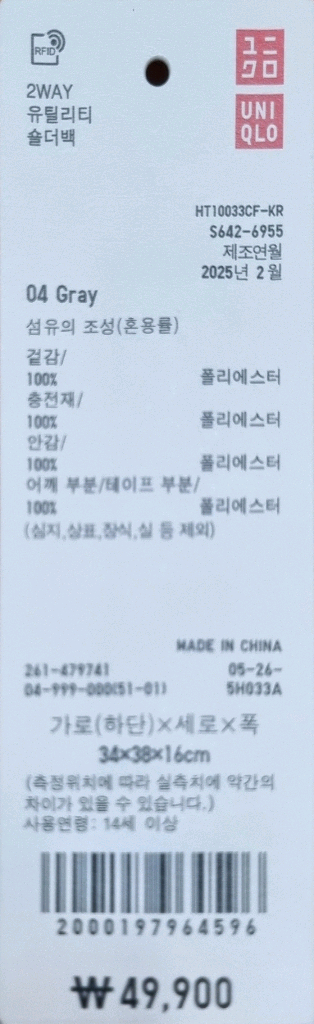 RFID
2WAY
유틸리티
숄더백
ユニ
クロ
UNI
QLO
HT10033CF-KR
S642-6955
제조연월
2025년 2월
04 Gray
섬유의 조성(혼용률)
겉감/
100% 폴리에스터
충전재/
100% 폴리에스터
안감/
100% 폴리에스터
어깨 부분/테이프 부분/
100% 폴리에스터
(심지,상표,장식,실 등 제외)
MADE IN CHINA
261-479741 05-26-
04-999-000(51-01) 5H033A
가로(하단)×세로×폭
34×38×16cm
(측정위치에 따라 실측치에 약간의
차이가 있을 수 있습니다.)
사용연령: 14세 이상
2000197964596
₩49,900